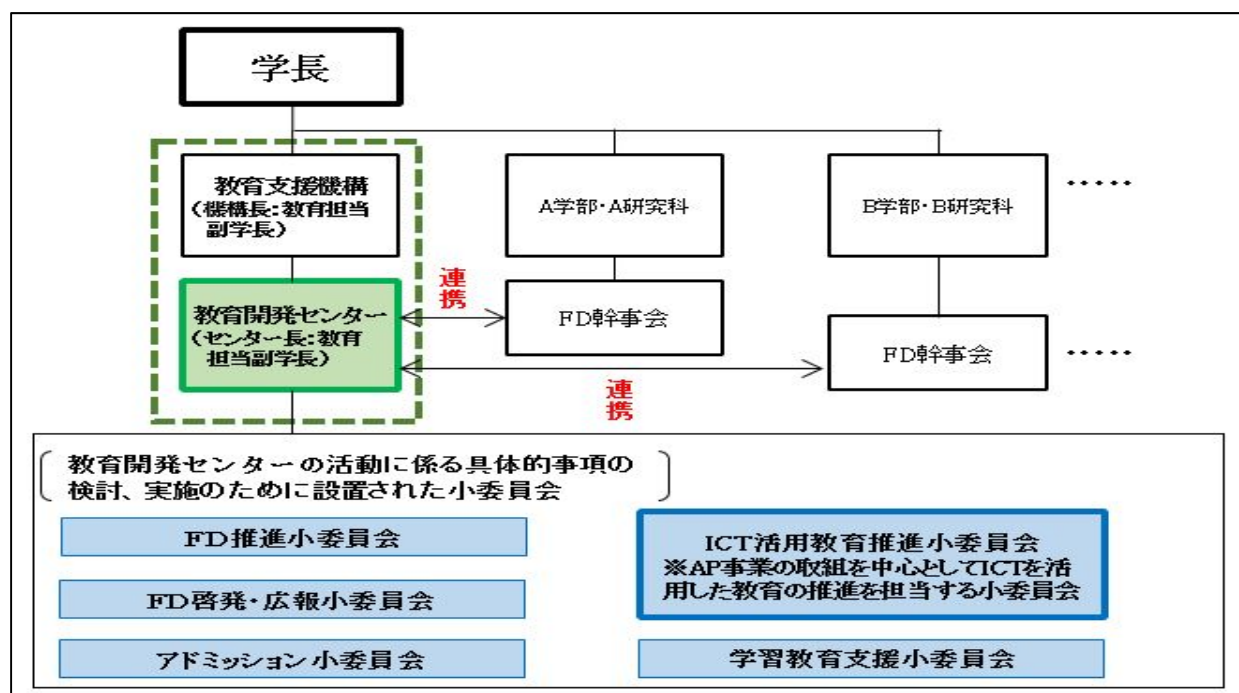 学長
教育支援機構
(機構長:教育担当
副学長)
A学部・A研究科
B学部・B研究科
・・・・・
連
携
教育開発センター
(センター長:教育
担当副学長)
FD幹事会
FD幹事会
・・・・・
連
携
教育開発センターの活動に係る具体的事項の
検討、実施のために設置された小委員会
FD推進小委員会
ICT活用教育推進小委員会
※AP事業の取組を中心としてICTを活
用した教育の推進を担当する小委員会
FD啓発・広報小委員会
アドミッション小委員会
学習教育支援小委員会